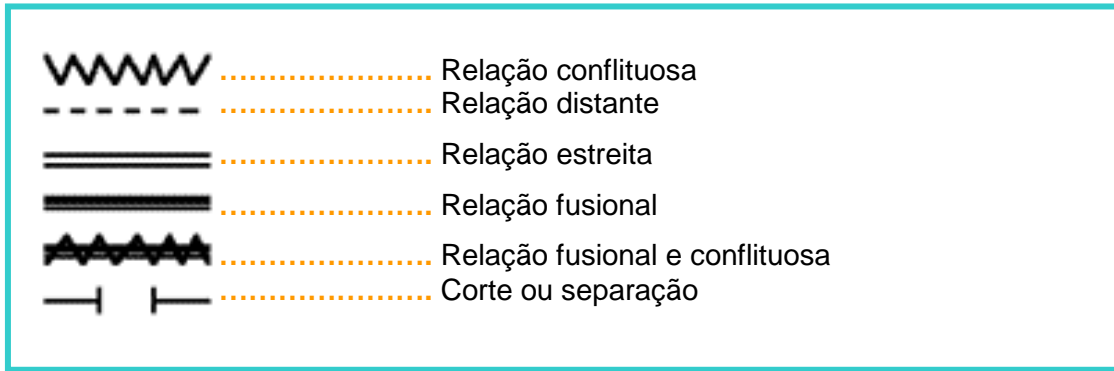 ........................ Relação conflituosa
........................ Relação distante
........................ Relação estreita
........................ Relação fusional
........................ Relação fusional e conflituosa
........................ Corte ou separação